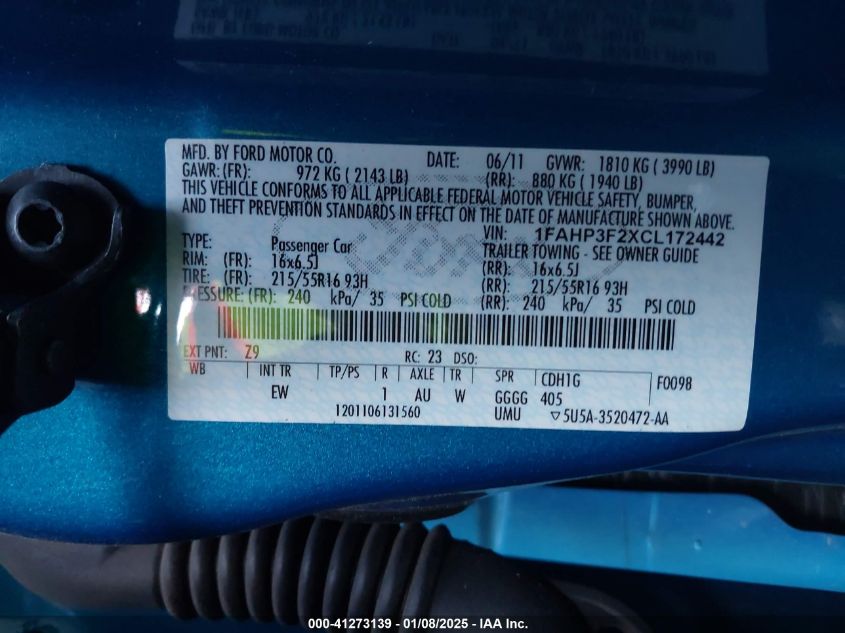 MFD. BY FORD MOTOR CO. DATE: 06/11 GVWR: 1810 KG ( 3990 LB)
GAWR: (FR): 972 KG ( 2143 LB) (RR): 880 KG ( 1940 LB)
THIS VEHICLE CONFORMS TO ALL APPLICABLE FEDERAL MOTOR VEHICLE SAFETY, BUMPER,
AND THEFT PREVENTION STANDARDS IN EFFECT ON THE DATE OF MANUFACTURE SHOWN ABOVE.
VIN: 1FAHP3F2XCL172442
TYPE: Passenger Car TRAILER TOWING - SEE OWNER GUIDE
RIM: (FR): 16x6.5J (RR): 16x6.5J
TIRE: (FR): 215/55R16 93H (RR): 215/55R16 93H
PRESSURE: (FR): 240 kPa/ 35 PSI COLD (RR): 240 kPa/ 35 PSI COLD
EXT PNT: Z9 RC: 23 DSO:
WB INT TR TP/PS R AXLE TR SPR CDH1G F0098
EW 1 AU W GGGG 405
1201106131560 UMU ▽5U5A-3520472-AA
000-41273139 - 01/08/2025 - IAA Inc.